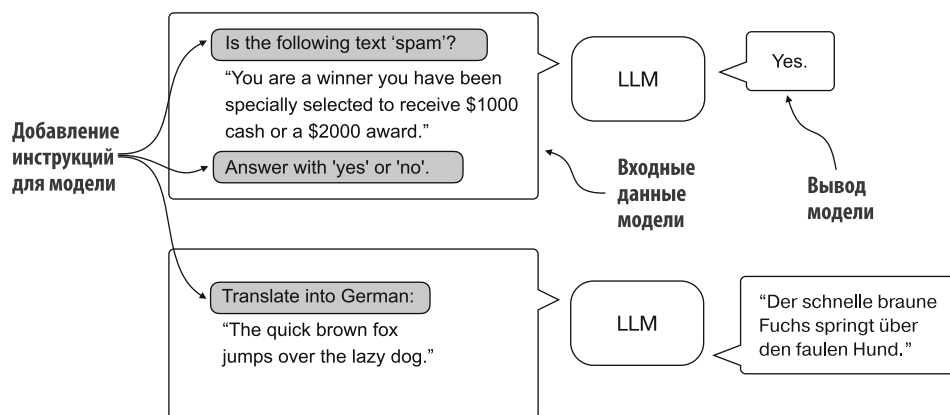 Is the following text ‘spam’?
“You are a winner you have been
specially selected to receive $1000
cash or a $2000 award.”
Answer with 'yes' or 'no'.
LLM
Yes.
Добавление
инструкций
для модели
Входные
данные
модели
Вывод
модели
Translate into German:
“The quick brown fox
jumps over the lazy dog.”
LLM
“Der schnelle braune
Fuchs springt über
den faulen Hund.”